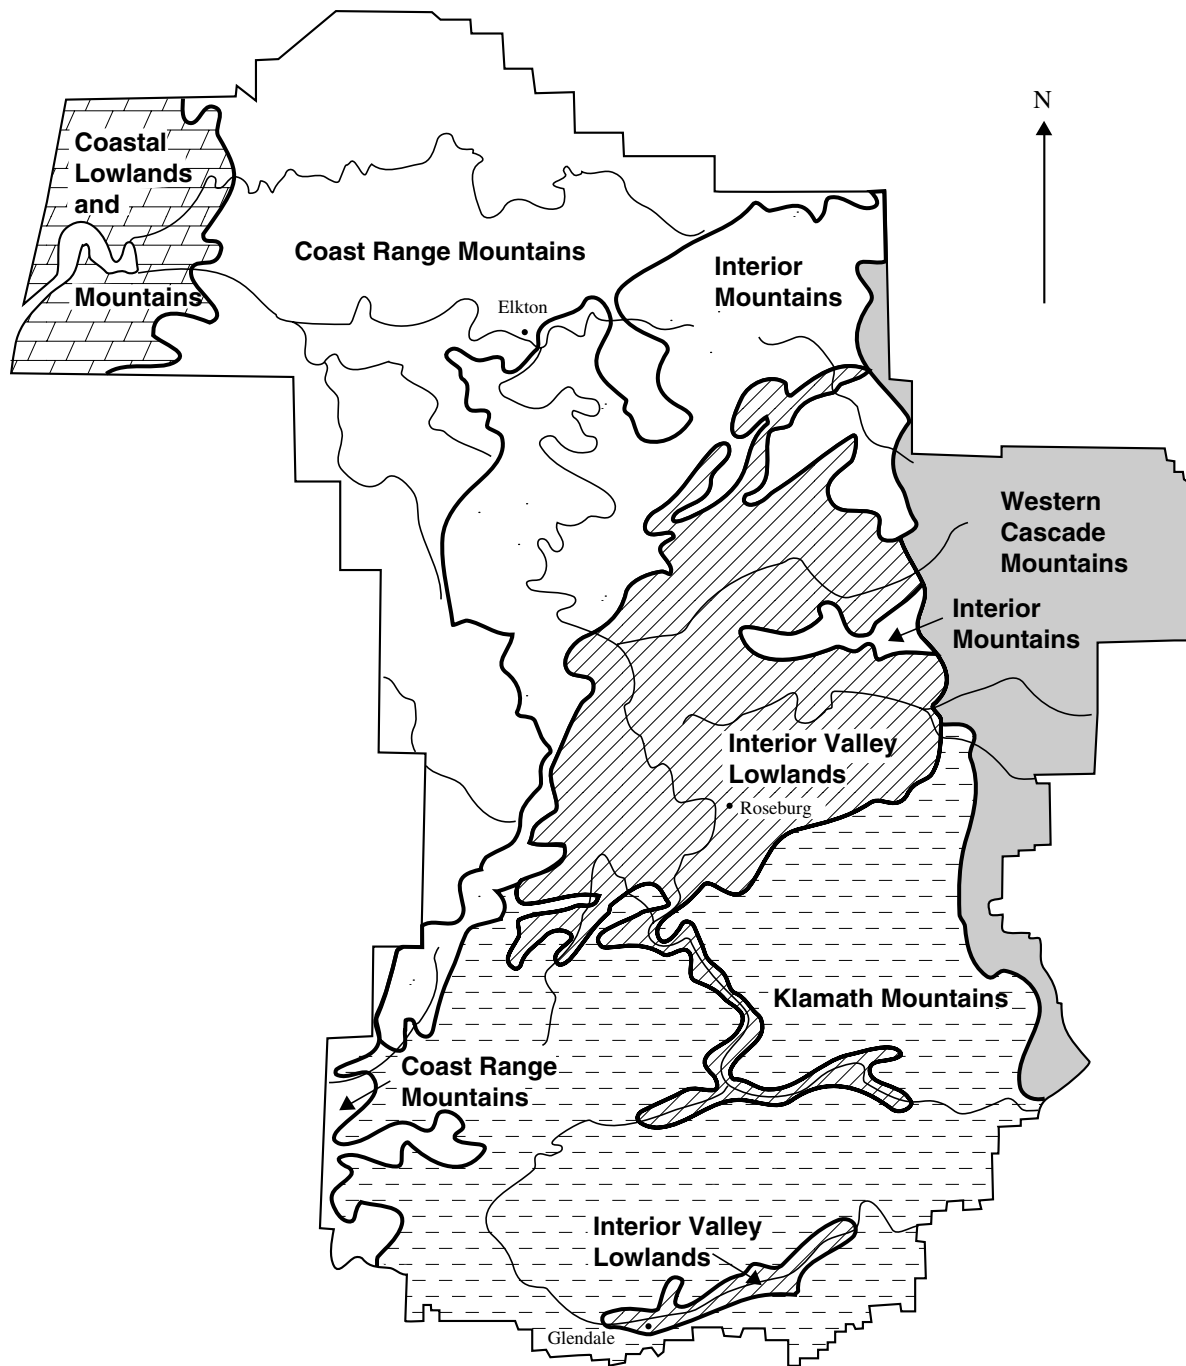 N
Coastal
Lowlands
and
Mountains
Coast Range Mountains
Interior
Mountains
Elkton
Western
Cascade
Mountains
Interior
Mountains
Interior Valley
Lowlands
Roseburg
Klamath Mountains
Coast Range
Mountains
Interior Valley
Lowlands
Glendale